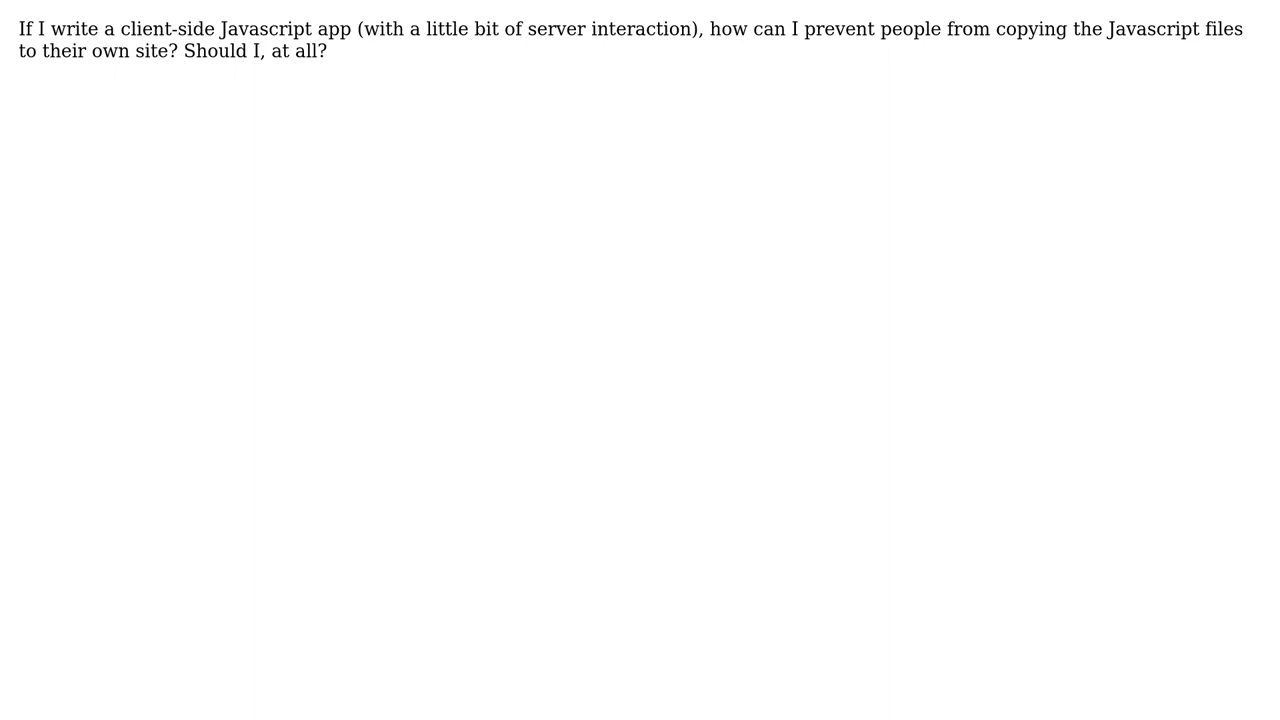 If I write a client-side Javascript app (with a little bit of server interaction), how can I prevent people from copying the Javascript files
to their own site? Should I, at all?